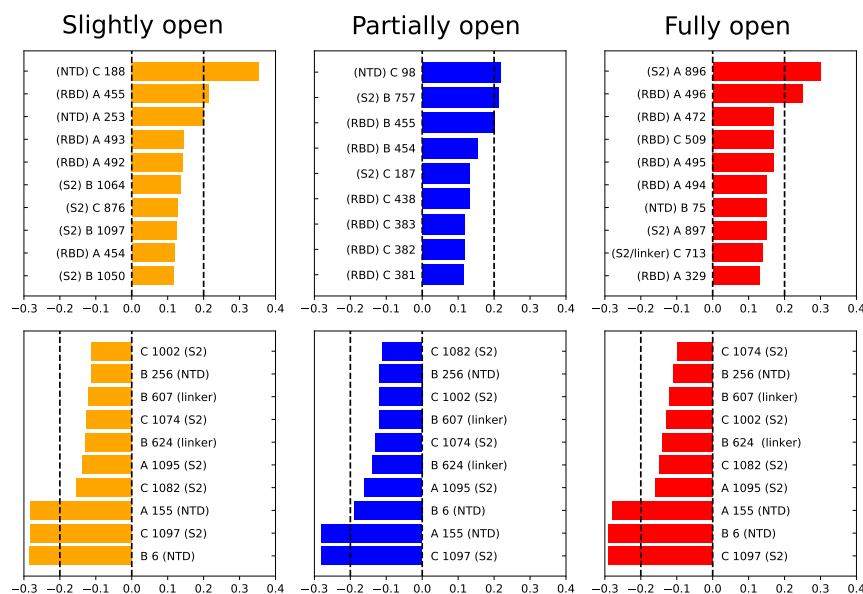 Slightly open
Partially open
Fully open
(NTD) C 188
(RBD) A 455
(NTD) A 253
(RBD) A 493
(RBD) A 492
(S2) B 1064
(S2) C 876
(S2) B 1097
(RBD) A 454
(S2) B 1050
−0.3 −0.2 −0.1 0.0 0.1 0.2 0.3 0.4
(NTD) C 98
(S2) B 757
(RBD) B 455
(RBD) B 454
(S2) C 187
(RBD) C 438
(RBD) C 383
(RBD) C 382
(RBD) C 381
−0.3 −0.2 −0.1 0.0 0.1 0.2 0.3 0.4
(S2) A 896
(RBD) A 496
(RBD) A 472
(RBD) C 509
(RBD) A 495
(RBD) A 494
(NTD) B 75
(S2) A 897
(S2/linker) C 713
(RBD) A 329
−0.3 −0.2 −0.1 0.0 0.1 0.2 0.3 0.4
C 1002 (S2)
B 256 (NTD)
B 607 (linker)
C 1074 (S2)
B 624 (linker)
A 1095 (S2)
C 1082 (S2)
A 155 (NTD)
C 1097 (S2)
B 6 (NTD)
−0.3 −0.2 −0.1 0.0 0.1 0.2 0.3 0.4
C 1082 (S2)
B 256 (NTD)
C 1002 (S2)
B 607 (linker)
C 1074 (S2)
B 624 (linker)
A 1095 (S2)
B 6 (NTD)
A 155 (NTD)
C 1097 (S2)
−0.3 −0.2 −0.1 0.0 0.1 0.2 0.3 0.4
C 1074 (S2)
B 256 (NTD)
B 607 (linker)
C 1002 (S2)
B 624 (linker)
C 1082 (S2)
A 1095 (S2)
A 155 (NTD)
B 6 (NTD)
C 1097 (S2)
−0.3 −0.2 −0.1 0.0 0.1 0.2 0.3 0.4